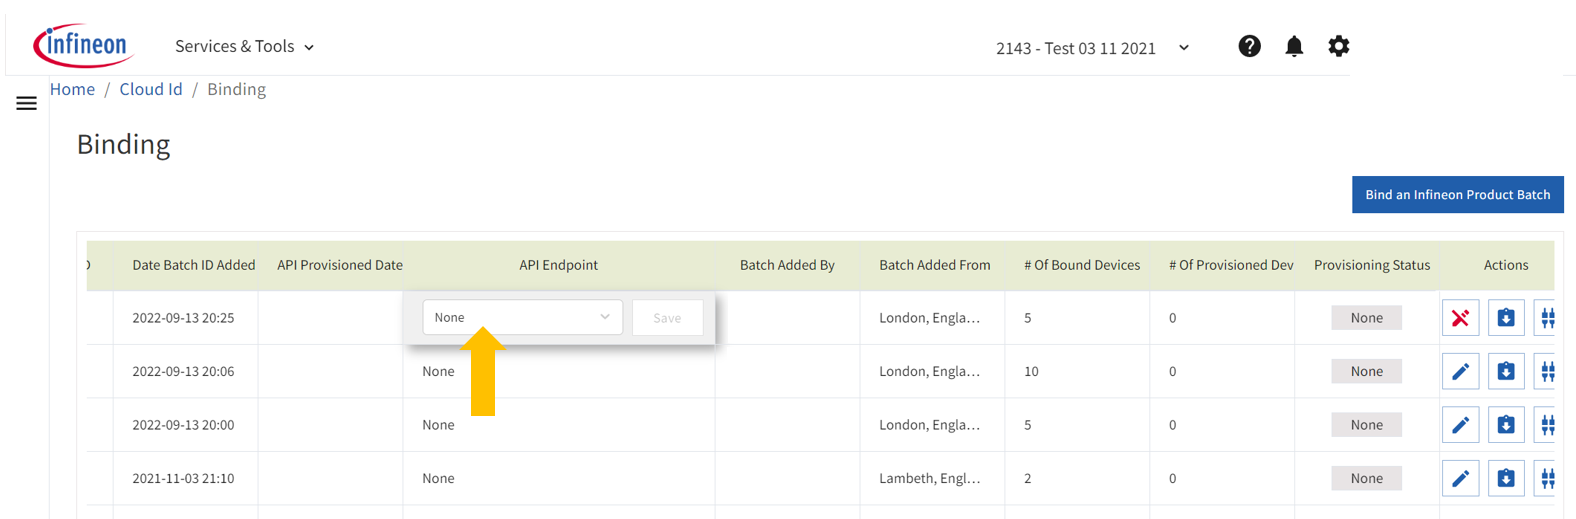 infineon
Services & Tools
2143 - Test 03 11 2021
Home / Cloud Id / Binding
Binding
Bind an Infineon Product Batch
Date Batch ID Added API Provisioned Date API Endpoint Batch Added By Batch Added From # Of Bound Devices # Of Provisioned Dev Provisioning Status Actions
2022-09-13 20:25 None Save London, Engla... 5 0 None
2022-09-13 20:06 None London, Engla... 10 0 None
2022-09-13 20:00 None London, Engla... 5 0 None
2021-11-03 21:10 None Lambeth, Engl... 2 0 None